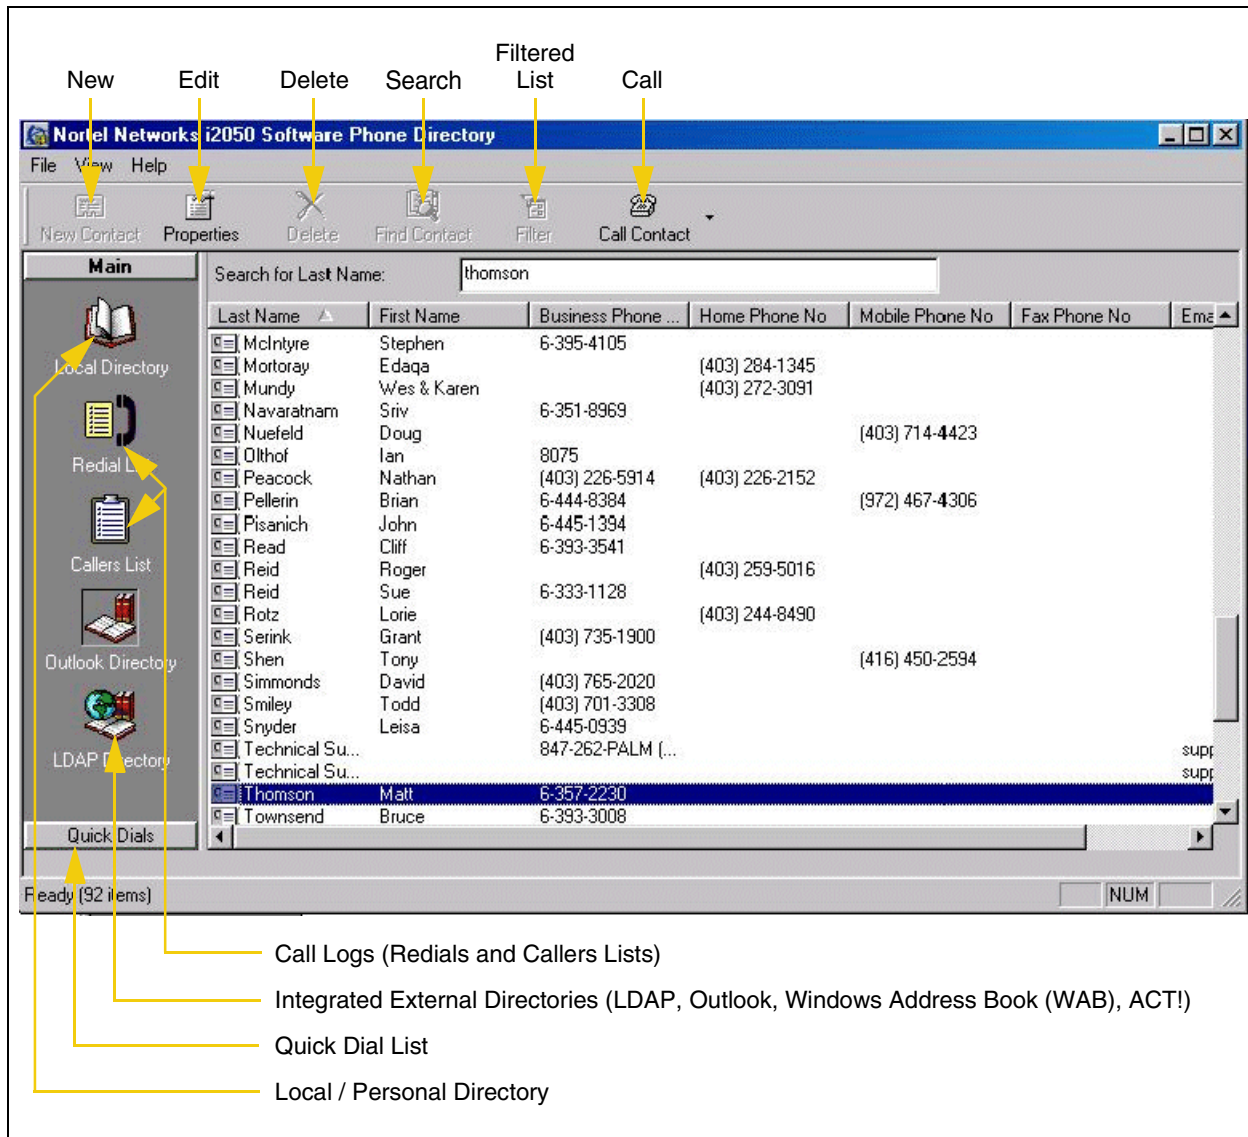 New Edit Delete Search Filtered List Call
Nortel Networks i2050 Software Phone Directory
File View Help
New Contact Properties Delete Find Contact Filter Call Contact
Main
Search for Last Name: thomson
Last Name First Name Business Phone ... Home Phone No Mobile Phone No Fax Phone No Ema
McIntyre Stephen 6-395-4105
Mortoray Edaqa (403) 284-1345
Mundy Wes & Karen (403) 272-3091
Navaratnam Sriv 6-351-8969
Nuefeld Doug (403) 714-4423
Olthof Ian 8075
Peacock Nathan (403) 226-5914 (403) 226-2152
Pellerin Brian 6-444-8384 (972) 467-4306
Pisanich John 6-445-1394
Read Cliff 6-393-3541
Reid Roger (403) 259-5016
Reid Sue 6-333-1128
Rotz Lorie (403) 244-8490
Serink Grant (403) 735-1900
Shen Tony (416) 450-2594
Simmonds David (403) 765-2020
Smiley Todd (403) 701-3308
Snyder Leisa 6-445-0939
Technical Su... 847-262-PALM (... supp
Technical Su... supp
Thomson Matt 6-357-2230
Townsend Bruce 6-393-3008
Local Directory
Redial List
Callers List
Outlook Directory
LDAP Directory
Quick Dials
Ready (92 items) NUM
Call Logs (Redials and Callers Lists)
Integrated External Directories (LDAP, Outlook, Windows Address Book (WAB), ACT!)
Quick Dial List
Local / Personal Directory